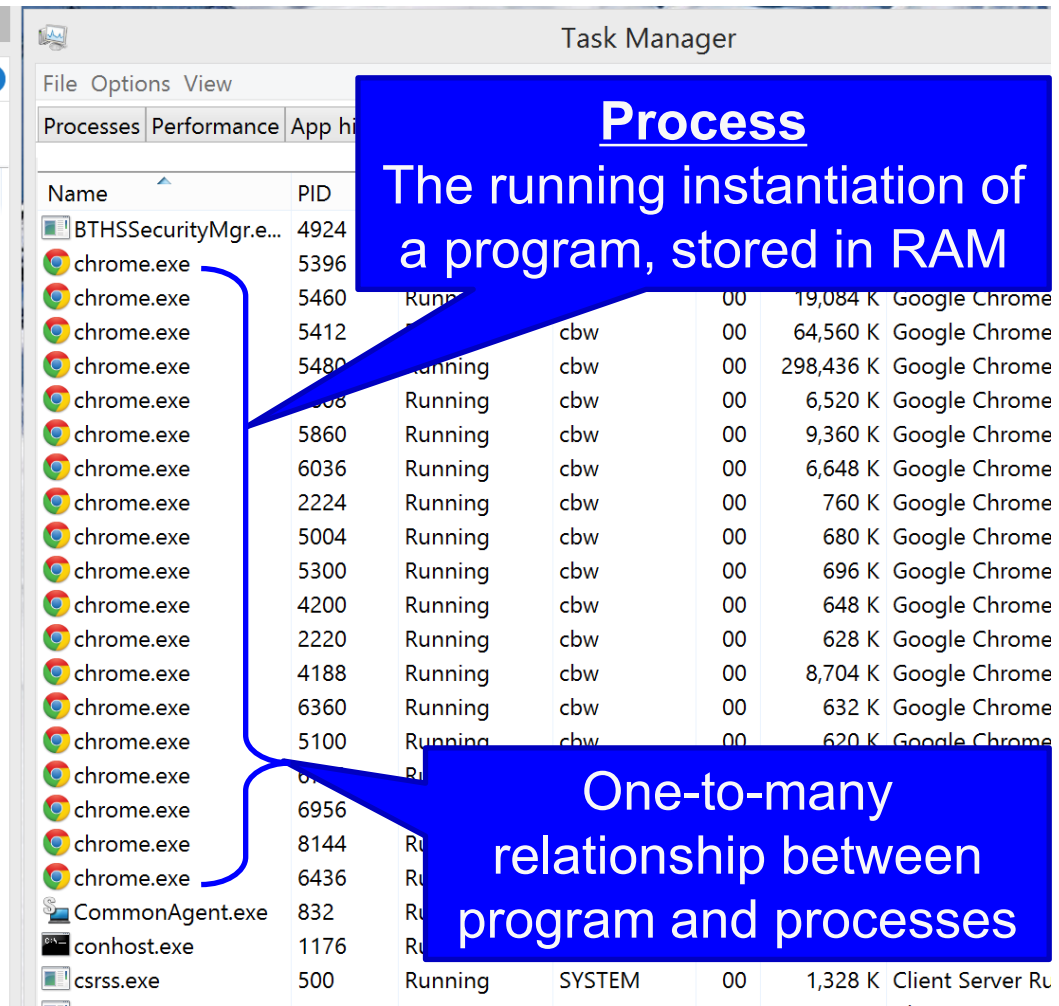 Task Manager
File Options View
Processes Performance App hi
Process
The running instantiation of
a program, stored in RAM
Name PID
BTHSSecurityMgr.e... 4924
chrome.exe 5396
chrome.exe 5460 19,084 K Google Chrome
chrome.exe 5412 cbw 00 64,560 K Google Chrome
chrome.exe 5480 Running cbw 00 298,436 K Google Chrome
chrome.exe Running cbw 00 6,520 K Google Chrome
chrome.exe 5860 Running cbw 00 9,360 K Google Chrome
chrome.exe 6036 Running cbw 00 6,648 K Google Chrome
chrome.exe 2224 Running cbw 00 760 K Google Chrome
chrome.exe 5004 Running cbw 00 680 K Google Chrome
chrome.exe 5300 Running cbw 00 696 K Google Chrome
chrome.exe 4200 Running cbw 00 648 K Google Chrome
chrome.exe 2220 Running cbw 00 628 K Google Chrome
chrome.exe 4188 Running cbw 00 8,704 K Google Chrome
chrome.exe 6360 Running cbw 00 632 K Google Chrome
chrome.exe 5100 Running cbw 00 620 K Google Chrome
chrome.exe
chrome.exe 6956
chrome.exe 8144
chrome.exe 6436
One-to-many
relationship between
program and processes
CommonAgent.exe 832
conhost.exe 1176
csrss.exe 500 Running SYSTEM 00 1,328 K Client Server Ru